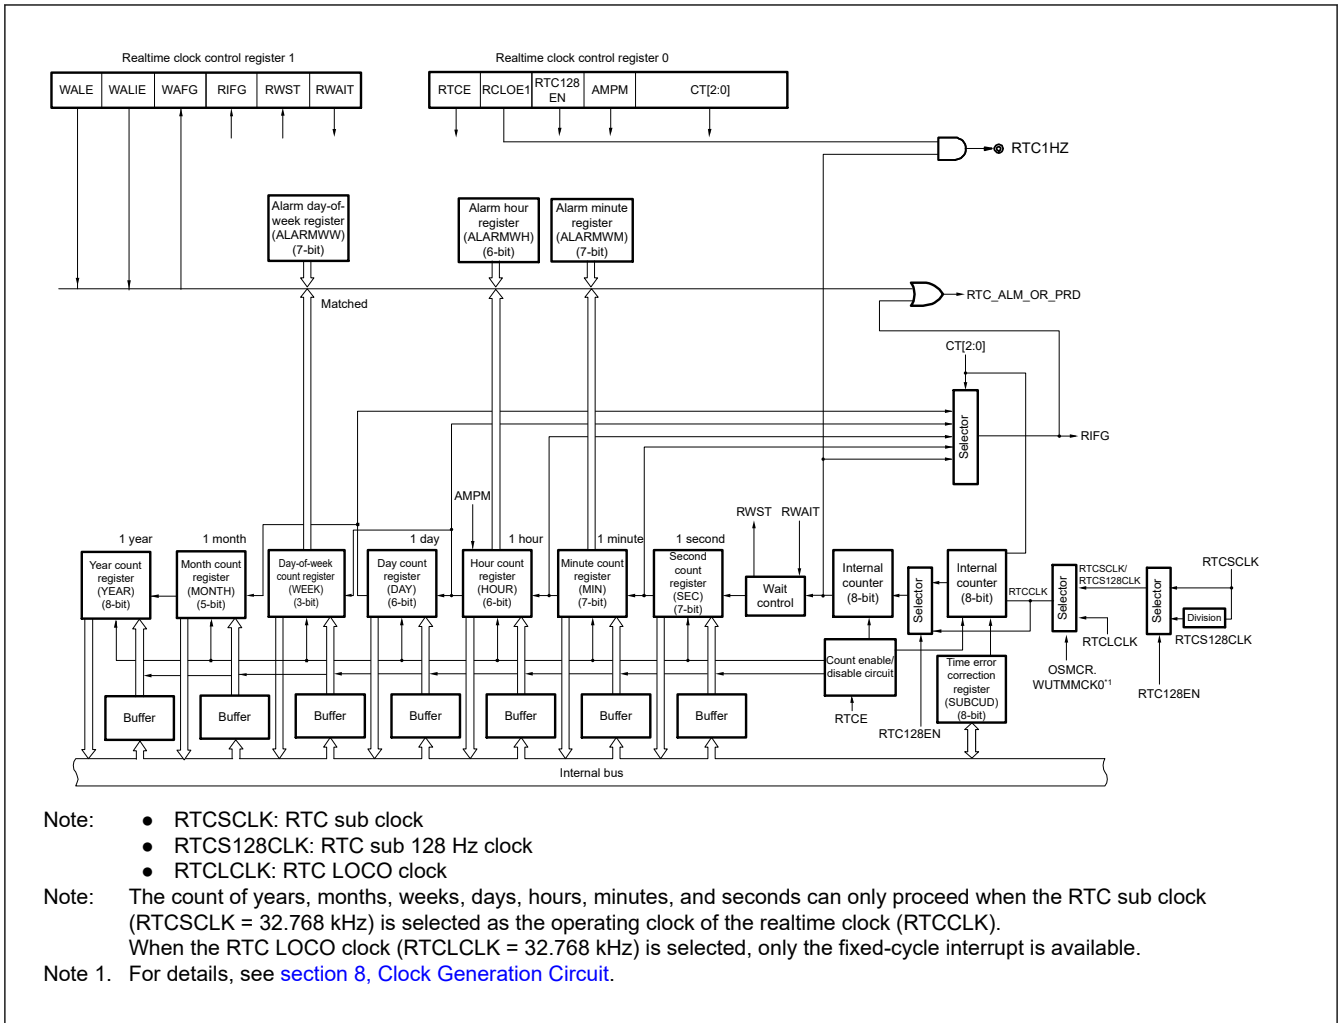 Realtime clock control register 1
Realtime clock control register 0
WALE WALIE WAFG RIFG RWST RWAIT
RTCE RCLOE1 RTC128 EN AMPM CT[2:0]
RTC1HZ
Alarm day-of-
week register
(ALARMWW)
(7-bit)
Alarm hour
register
(ALARMWH)
(6-bit)
Alarm minute
register
(ALARMWM)
(7-bit)
Matched
RTC_ALM_OR_PRD
CT[2:0]
Selector
RIFG
AMPM
RWST RWAIT
1 year
1 month
1 day
1 hour
1 minute
1 second
Year count
register
(YEAR)
(8-bit)
Month count
register
(MONTH)
(5-bit)
Day-of-week
count register
(WEEK)
(3-bit)
Day count
register
(DAY)
(6-bit)
Hour count
register
(HOUR)
(6-bit)
Minute count
register
(MIN)
(7-bit)
Second
count
register
(SEC)
(7-bit)
Wait
control
Internal
counter
(8-bit)
Selector
Internal
counter
(8-bit)
RTCCLK
Selector
RTCSCLK/
RTCS128CLK
Selector
RTCSCLK
Division
RTCS128CLK
RTCLCLK
OSMCR.
WUTMMCK0*1
RTC128EN
Count enable/
disable circuit
RTCE
RTC128EN
Time error
correction
register
(SUBCUD)
(8-bit)
Buffer
Buffer
Buffer
Buffer
Buffer
Buffer
Buffer
Internal bus
Note: ● RTCSCLK: RTC sub clock
● RTCS128CLK: RTC sub 128 Hz clock
● RTCLCLK: RTC LOCO clock
Note: The count of years, months, weeks, days, hours, minutes, and seconds can only proceed when the RTC sub clock
(RTCSCLK = 32.768 kHz) is selected as the operating clock of the realtime clock (RTCCLK).
When the RTC LOCO clock (RTCLCLK = 32.768 kHz) is selected, only the fixed-cycle interrupt is available.
Note 1. For details, see section 8, Clock Generation Circuit.